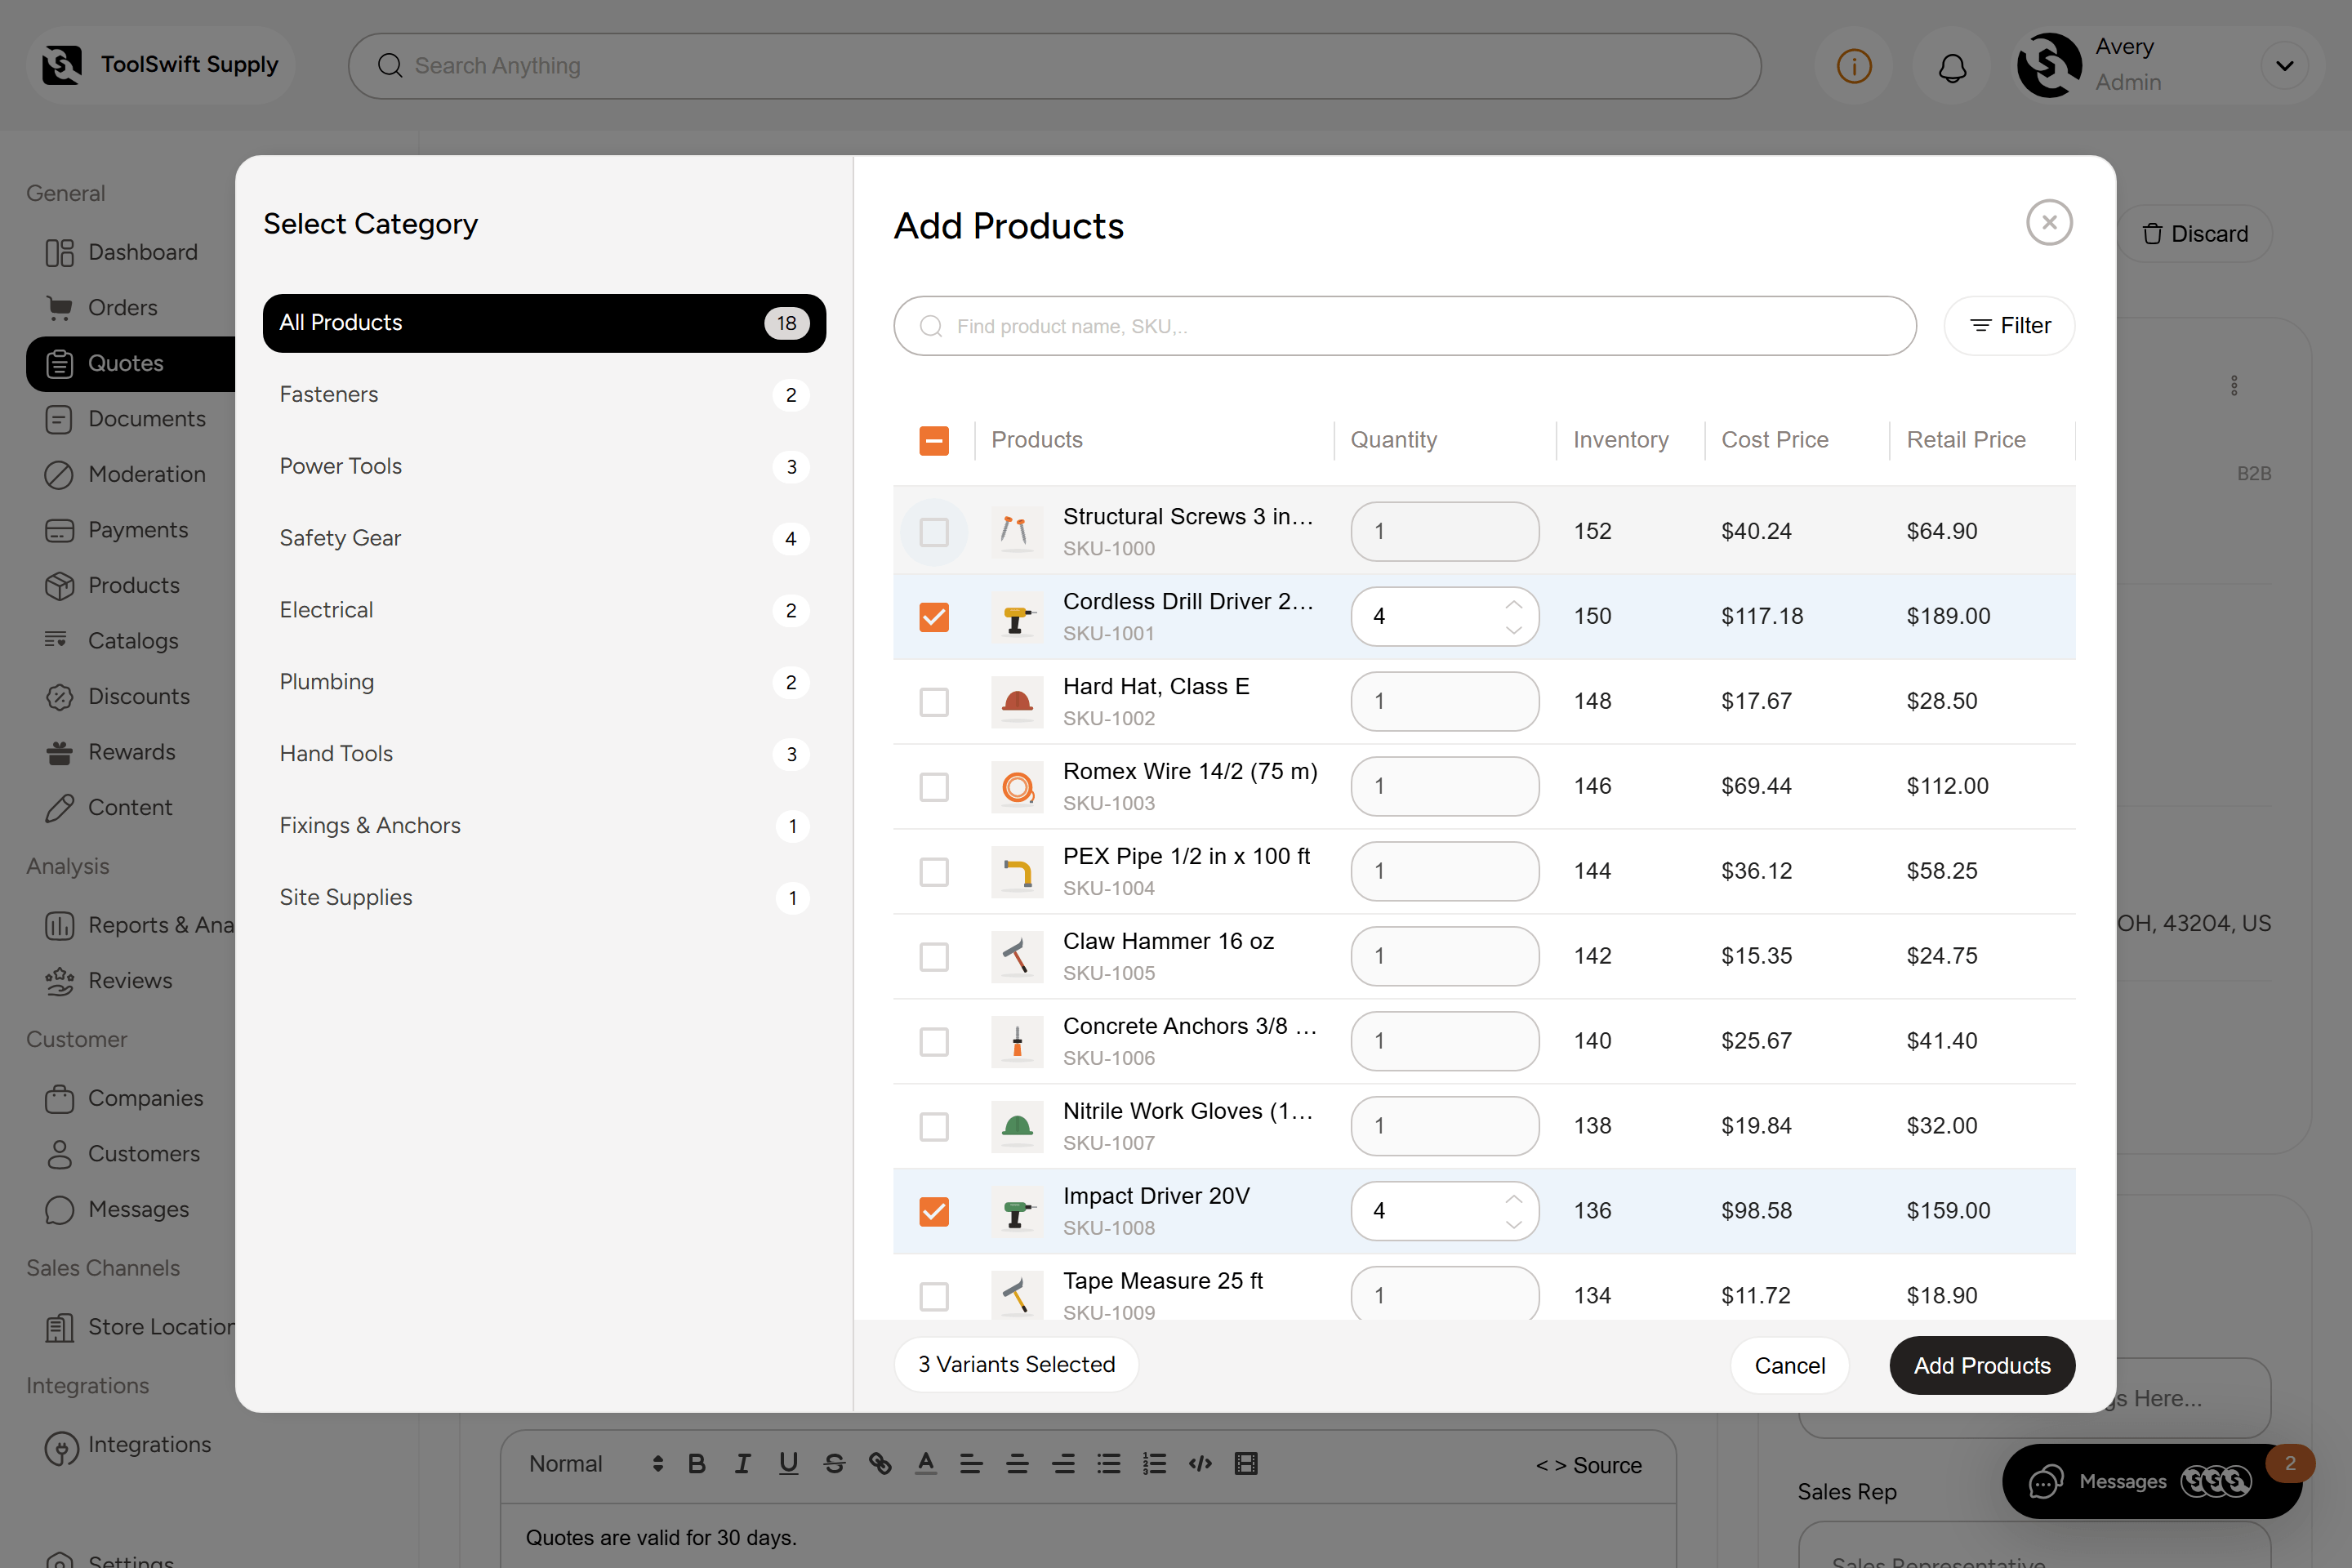 ToolSwift Supply
Search Anything
Avery
Admin
General
Dashboard
Orders
Quotes
Documents
Moderation
Payments
Products
Catalogs
Discounts
Rewards
Content
Analysis
Reports & Ana
Reviews
Customer
Companies
Customers
Messages
Sales Channels
Store Location
Integrations
Integrations
Settings
Select Category
All Products 18
Fasteners 2
Power Tools 3
Safety Gear 4
Electrical 2
Plumbing 2
Hand Tools 3
Fixings & Anchors 1
Site Supplies 1
Add Products
Find product name, SKU,..
Filter
Products Quantity Inventory Cost Price Retail Price
Structural Screws 3 in...
SKU-1000
1 152 $40.24 $64.90
Cordless Drill Driver 2...
SKU-1001
4 150 $117.18 $189.00
Hard Hat, Class E
SKU-1002
1 148 $17.67 $28.50
Romex Wire 14/2 (75 m)
SKU-1003
1 146 $69.44 $112.00
PEX Pipe 1/2 in x 100 ft
SKU-1004
1 144 $36.12 $58.25
Claw Hammer 16 oz
SKU-1005
1 142 $15.35 $24.75
Concrete Anchors 3/8 ...
SKU-1006
1 140 $25.67 $41.40
Nitrile Work Gloves (1...
SKU-1007
1 138 $19.84 $32.00
Impact Driver 20V
SKU-1008
4 136 $98.58 $159.00
Tape Measure 25 ft
SKU-1009
1 134 $11.72 $18.90
3 Variants Selected
Cancel
Add Products
Discard
B2B
OH, 43204, US
s Here...
Normal
< > Source
Quotes are valid for 30 days.
Sales Rep
Sales Representative
Messages
2